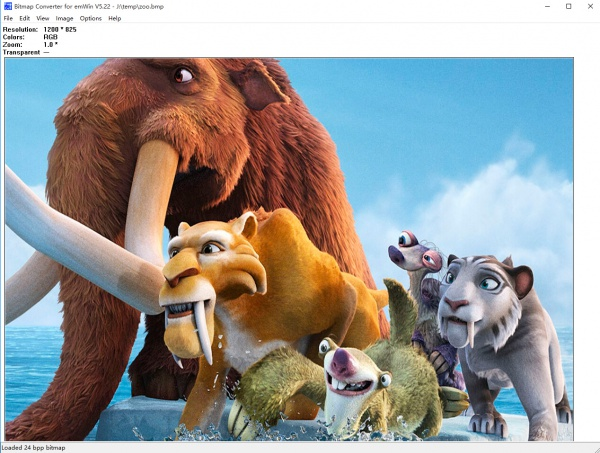 Bitmap Converter for emWin V5.22 - J:\temp\zoo.bmp
File Edit View Image Options Help
Resolution: 1200 * 825
Colors: RGB
Zoom: 1.0 *
Transparent ---
Loaded 24 bpp bitmap